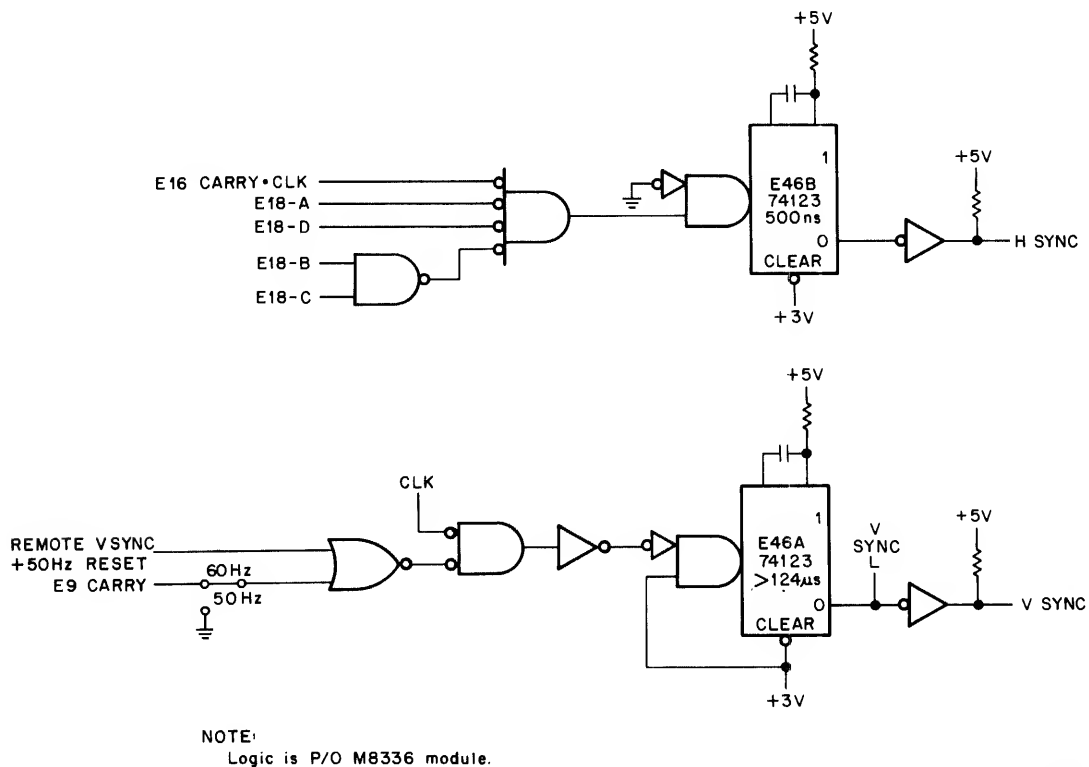 +5V
E16 CARRY•CLK
E18-A
E18-D
E18-B
E18-C
1
E46B
74123
500ns
0
CLEAR
+3V
+5V
H SYNC
+5V
CLK
REMOTE VSYNC
+50Hz RESET
E9 CARRY
60Hz
50Hz
1
E46A
74123
>124μs
0
CLEAR
+3V
V
SYNC
L
+5V
V SYNC
NOTE:
Logic is P/O M8336 module.